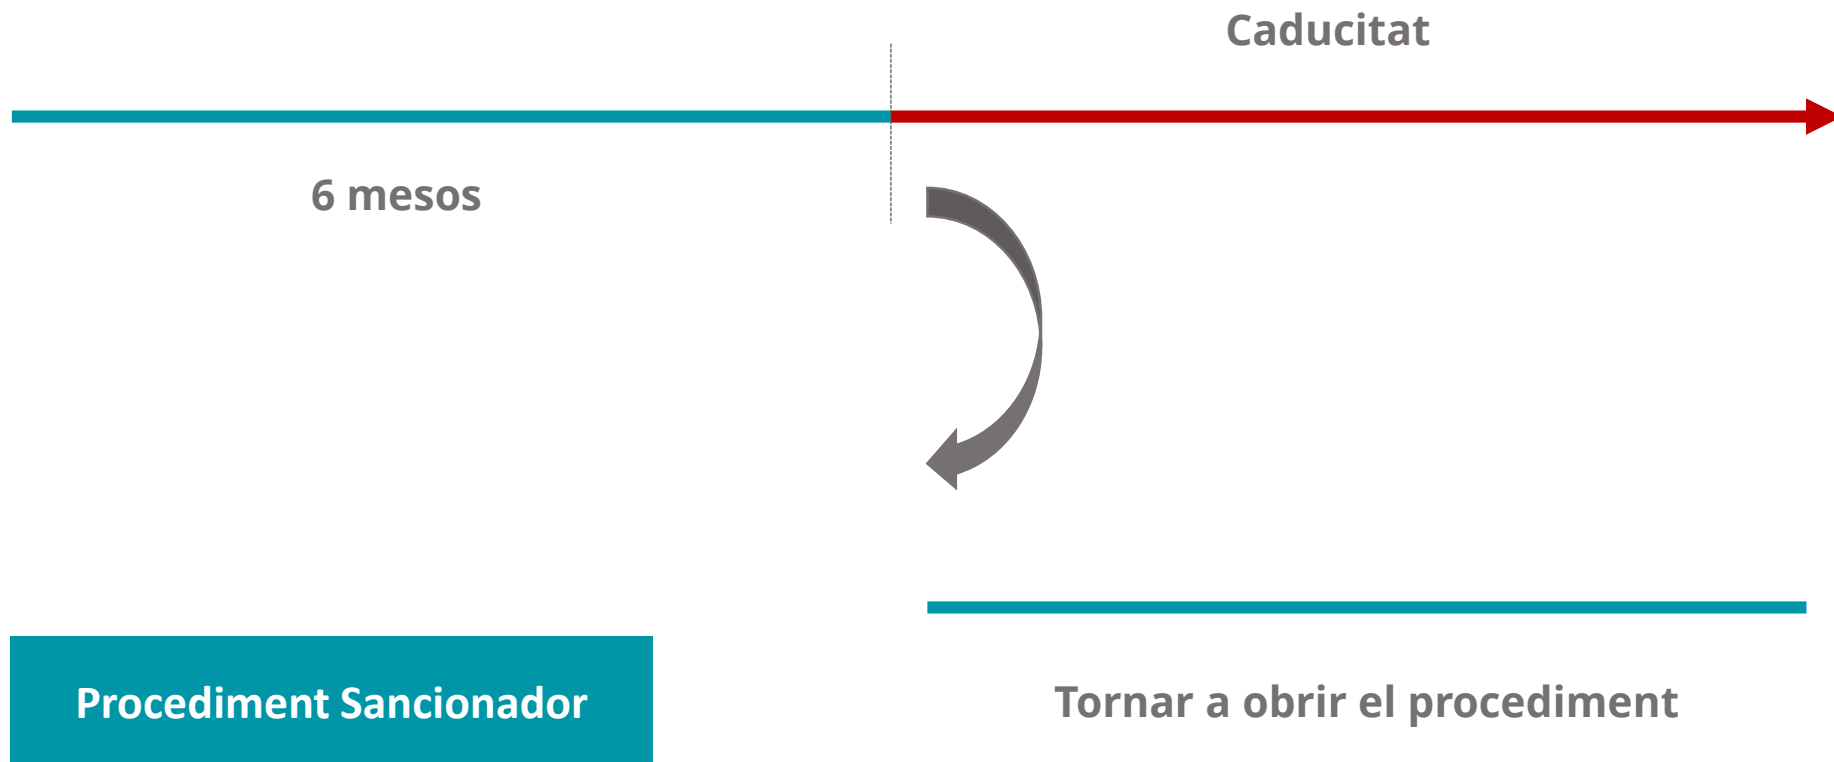 Caducitat
6 mesos
Procediment Sancionador
Tornar a obrir el procediment